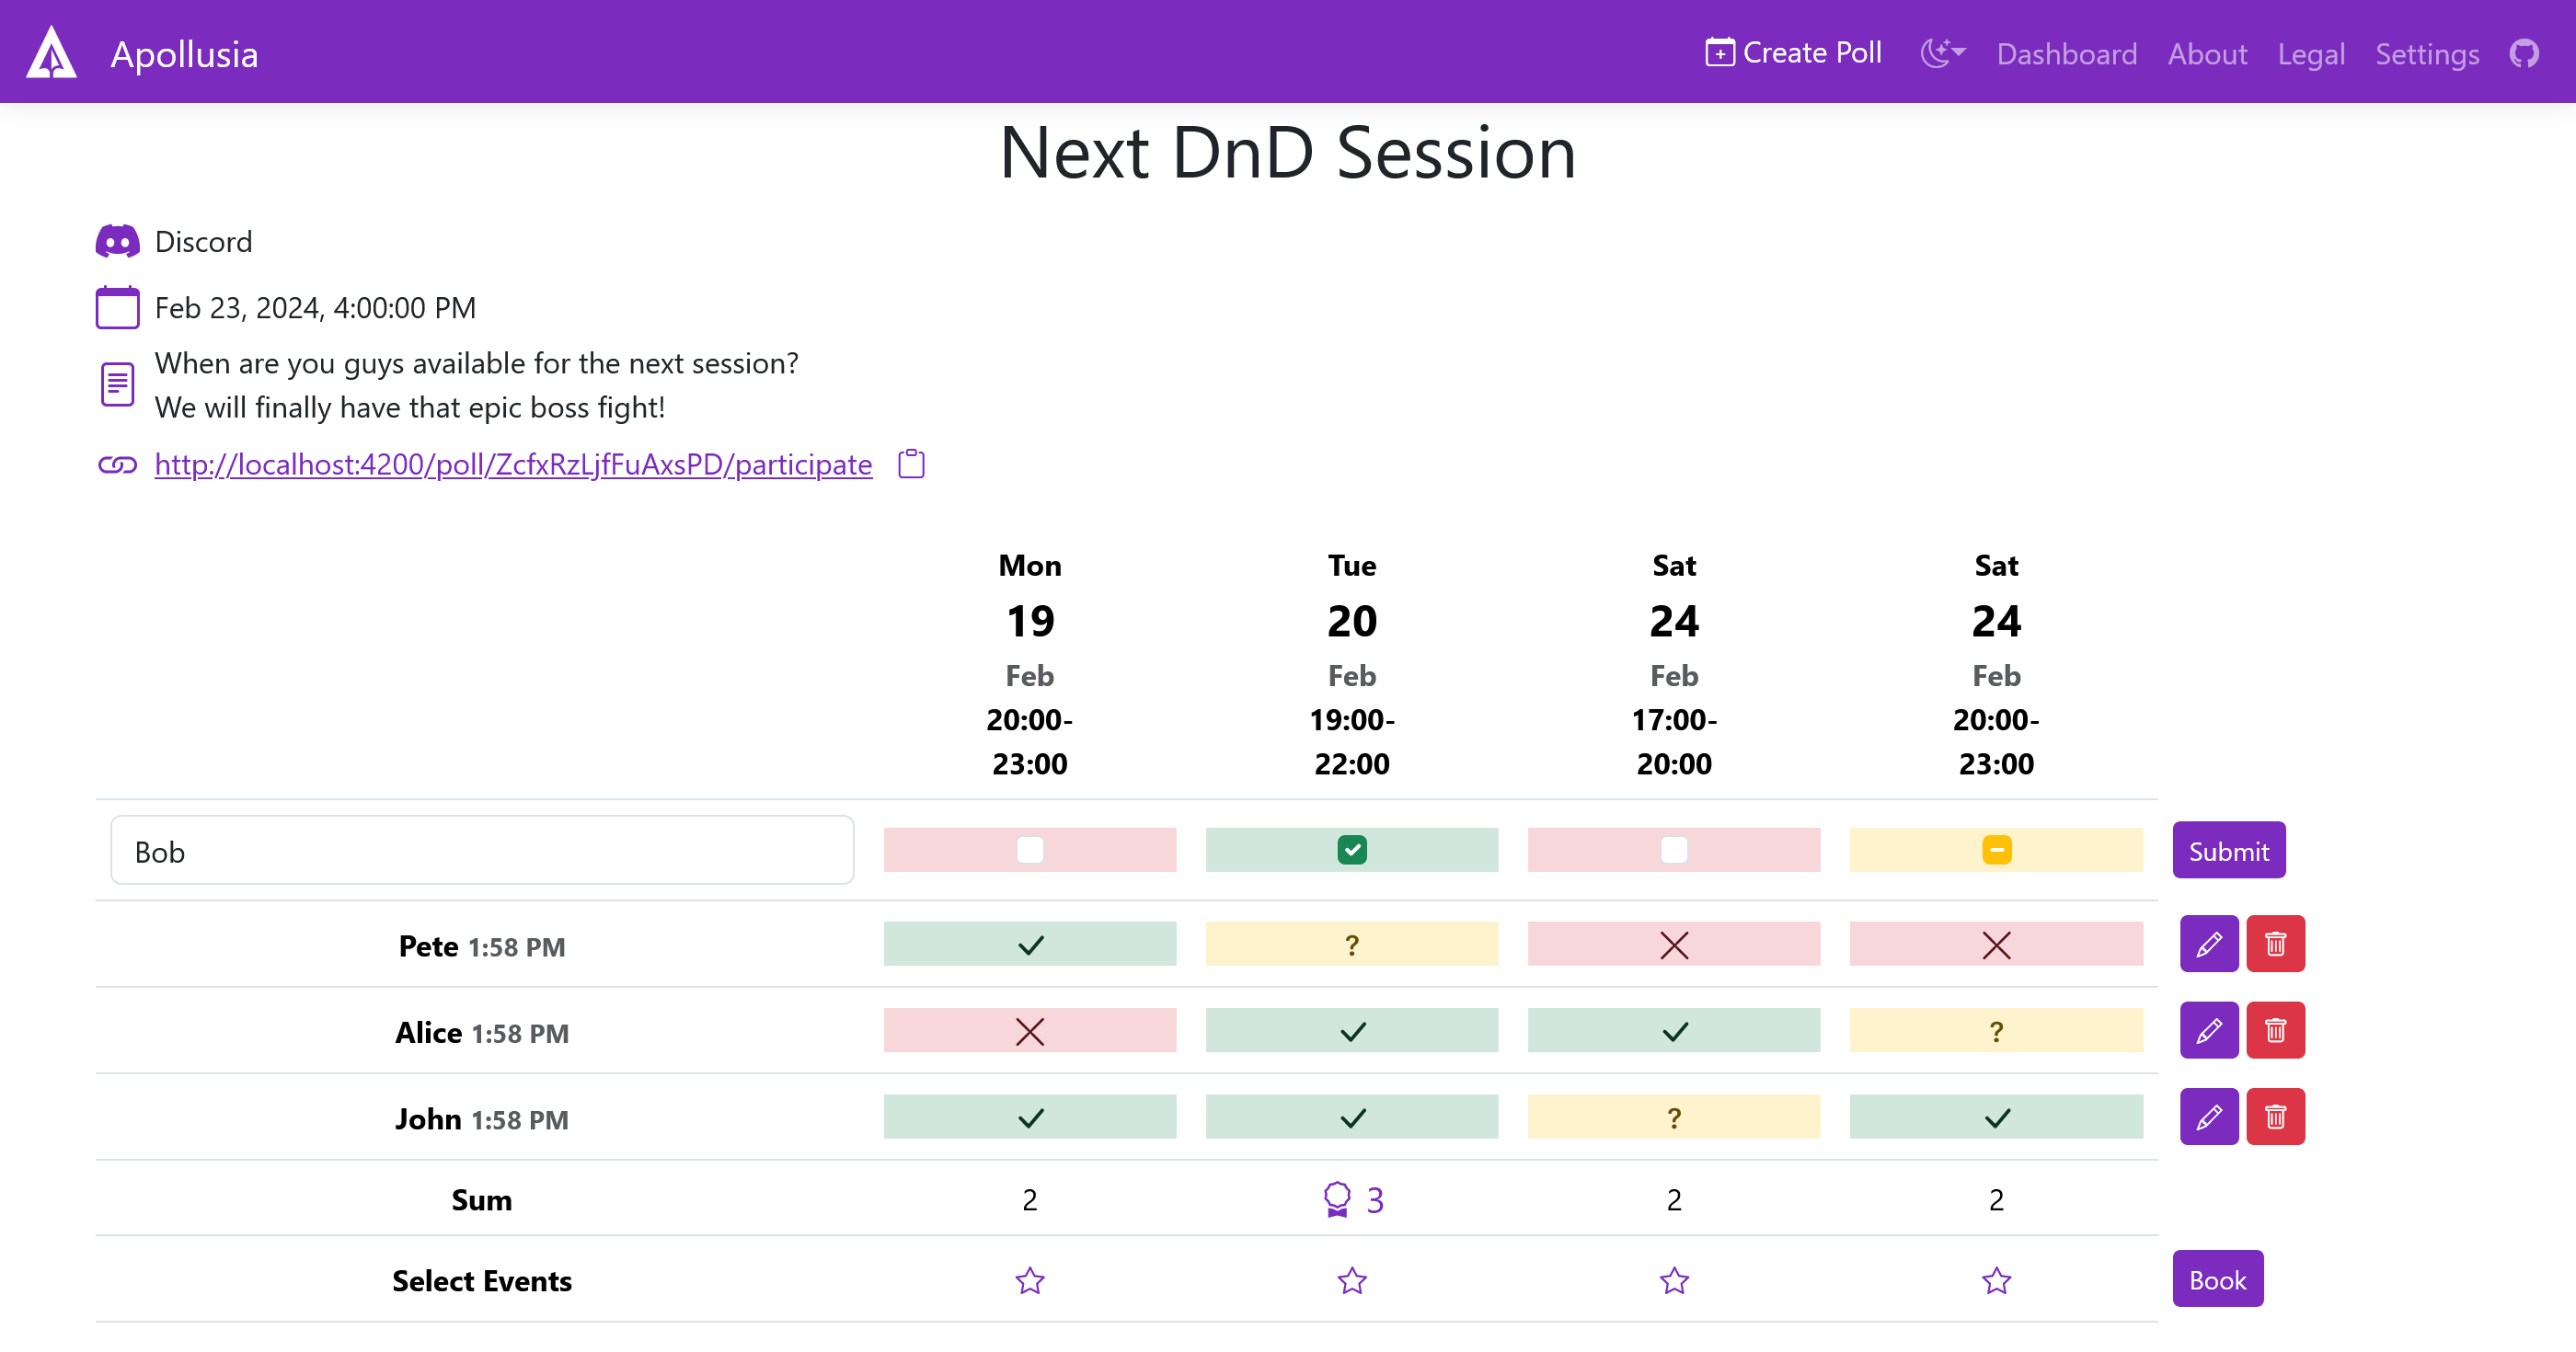 Apollusia
Create Poll Dashboard About Legal Settings
Next DnD Session
Discord
Feb 23, 2024, 4:00:00 PM
When are you guys available for the next session?
We will finally have that epic boss fight!
http://localhost:4200/poll/ZcfxRzLjfFuAxsPD/participate
Mon Tue Sat Sat
19 20 24 24
Feb Feb Feb Feb
20:00- 19:00- 17:00- 20:00-
23:00 22:00 20:00 23:00
Bob Submit
Pete 1:58 PM ?
Alice 1:58 PM ?
John 1:58 PM ?
Sum 2 3 2 2
Select Events Book